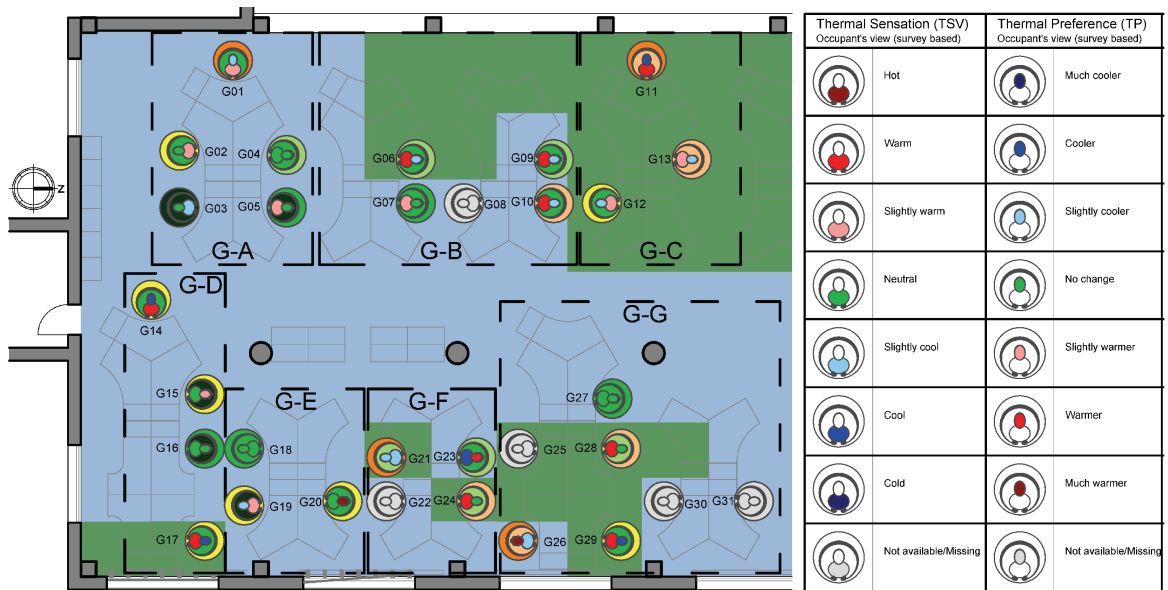 Thermal Sensation (TSV)
Occupant's view (survey based)
Thermal Preference (TP)
Occupant's view (survey based)
Hot
Much cooler
Warm
Cooler
Slightly warm
Slightly cooler
Neutral
No change
Slightly cool
Slightly warmer
Cool
Warmer
Cold
Much warmer
Not available/Missing
Not available/Missing
G01
G11
G02
G04
G06
G09
G13
G03
G05
G07
G08
G10
G12
z
G-A
G-B
G-C
G-D
G-G
G14
G15
G27
G-E
G-F
G16
G18
G21
G23
G25
G28
G19
G20
G22
G24
G30
G31
G17
G26
G29